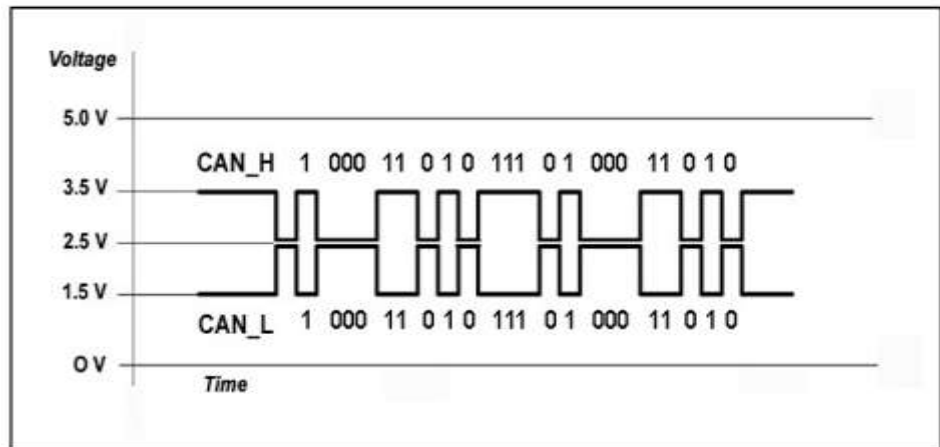 Voltage
5.0 V
CAN_H 1 000 11 0 1 0 111 0 1 000 11 0 1 0
3.5 V
2.5 V
1.5 V
CAN_L 1 000 11 0 1 0 111 0 1 000 11 0 1 0
O V
Time